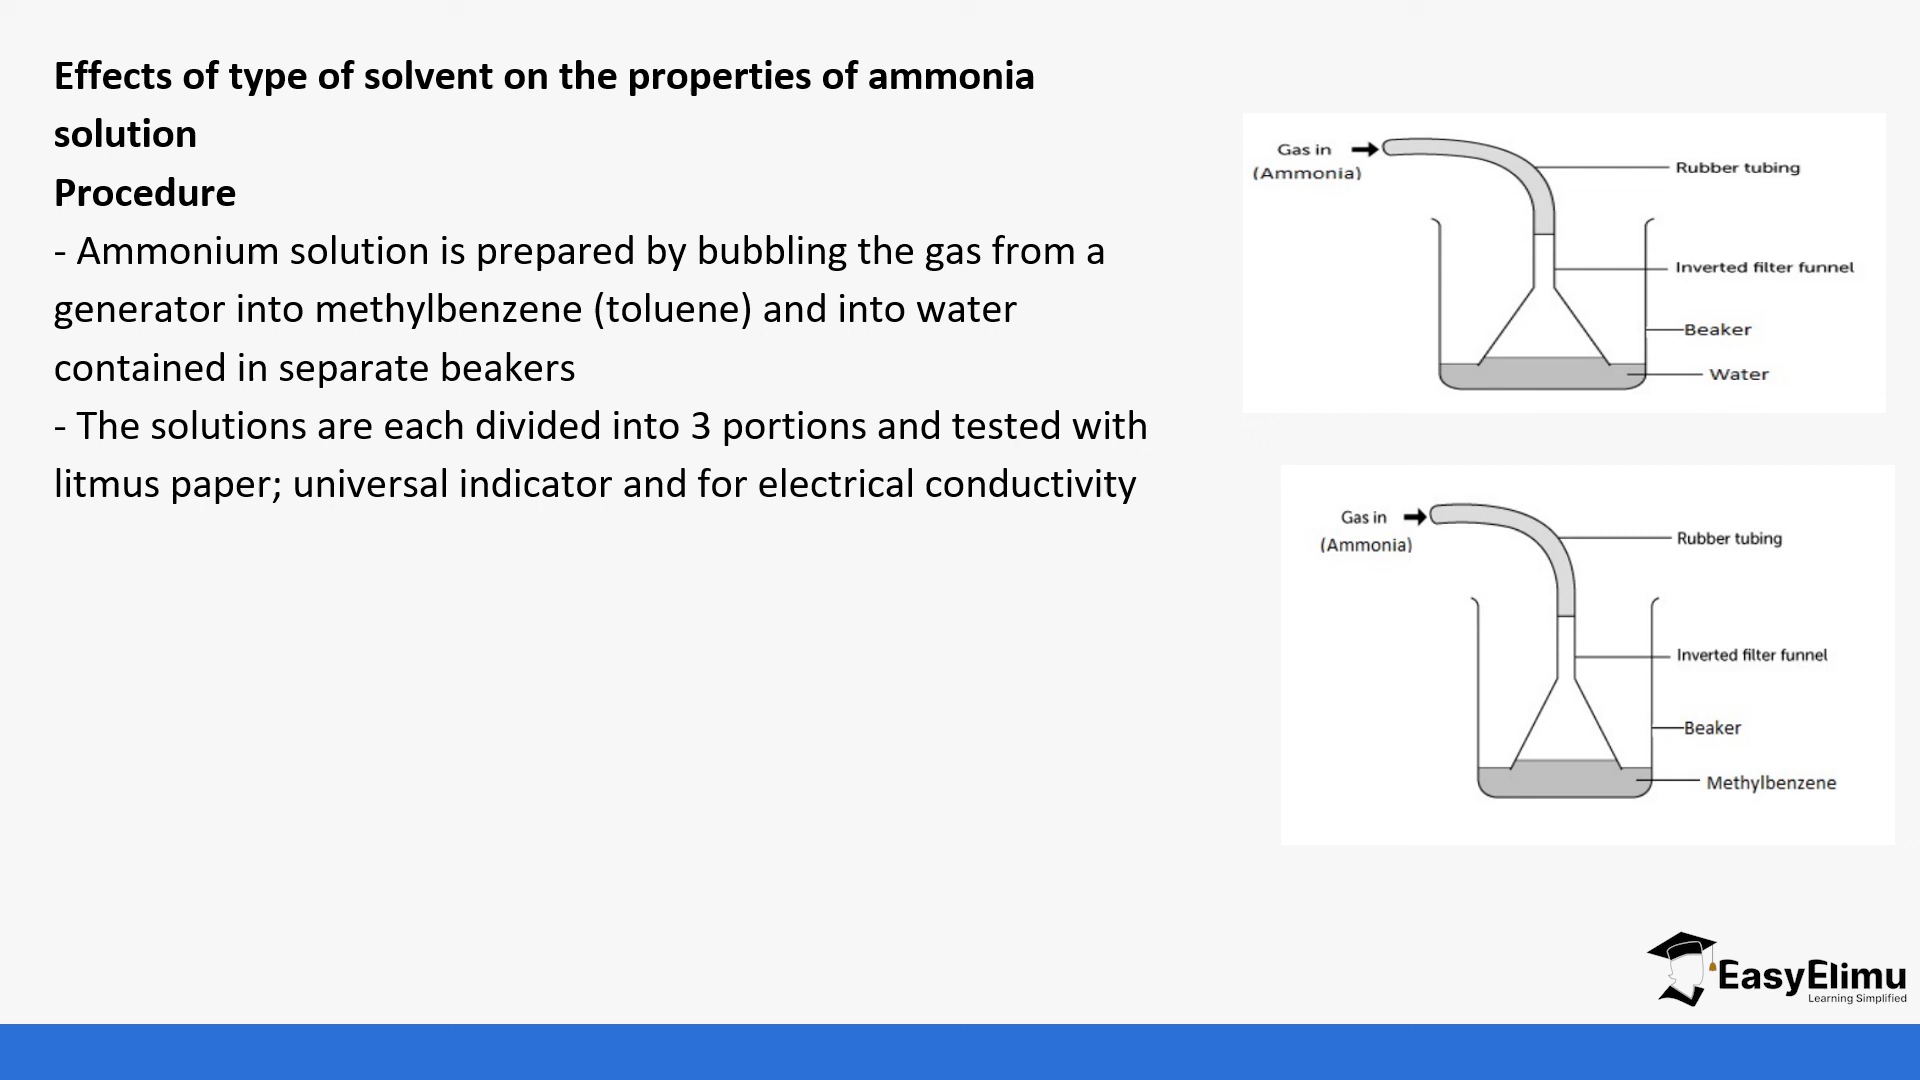 Effects of type of solvent on the properties of ammonia
solution
Procedure
- Ammonium solution is prepared by bubbling the gas from a
generator into methylbenzene (toluene) and into water
contained in separate beakers
- The solutions are each divided into 3 portions and tested with
litmus paper; universal indicator and for electrical conductivity
Gas in
(Ammonia)
Rubber tubing
Inverted filter funnel
Beaker
Water
Gas in
(Ammonia)
Rubber tubing
Inverted filter funnel
Beaker
Methylbenzene
EasyElimu
Learning Simplified